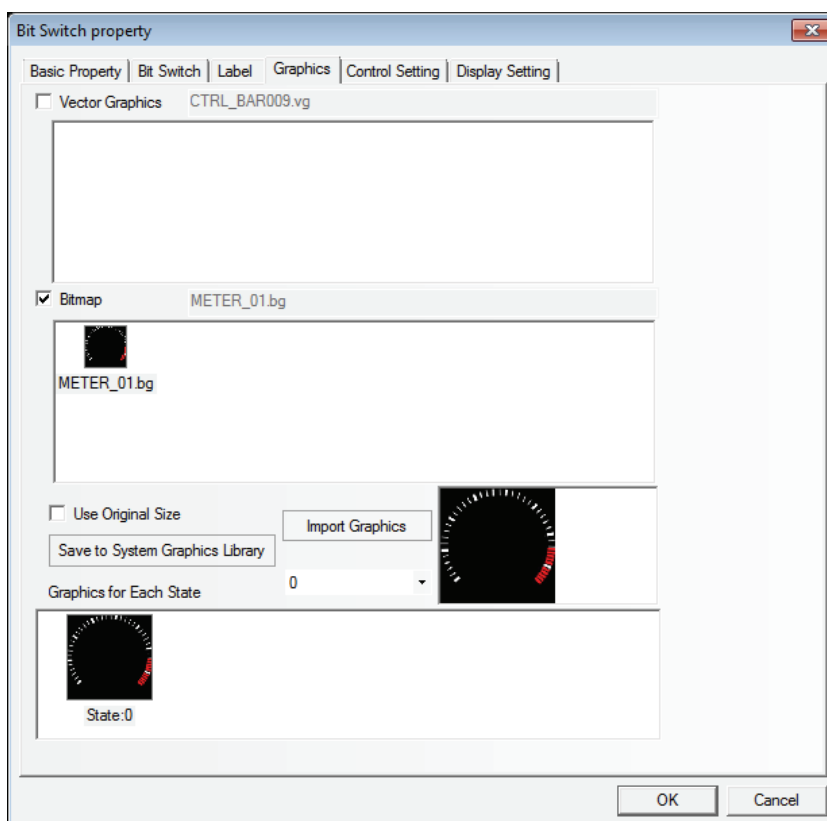 Bit Switch property
Basic Property Bit Switch Label Graphics Control Setting Display Setting
Vector Graphics CTRL_BAR009.vg
Bitmap METER_01.bg
METER_01.bg
Use Original Size
Import Graphics
Save to System Graphics Library
Graphics for Each State 0
State:0
OK Cancel